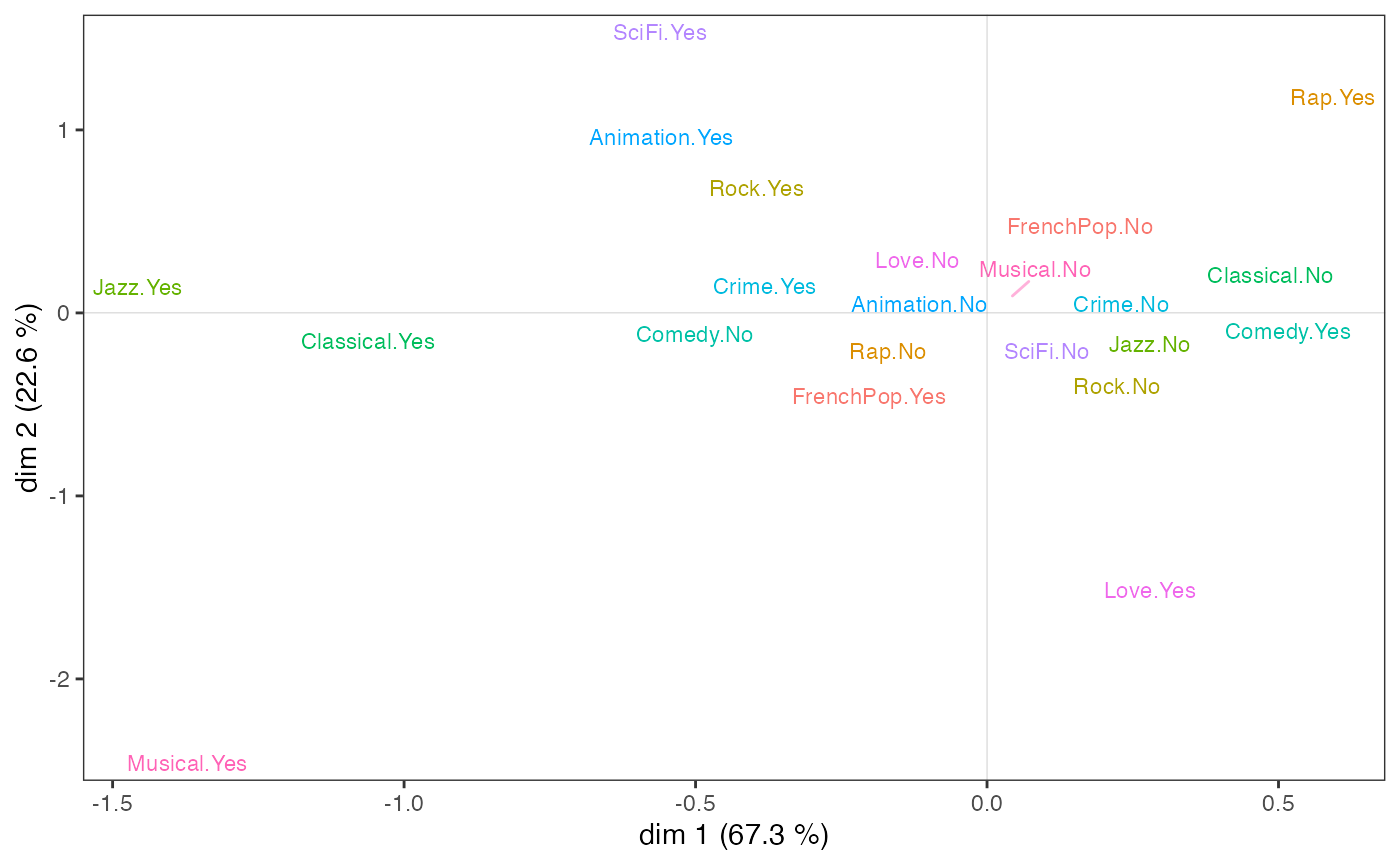 SciFi.Yes
Rap.Yes
1
Animation.Yes
Rock.Yes
FrenchPop.No
Love.No
Musical.No
Classical.No
Jazz.Yes
Crime.Yes
Animation.No
Crime.No
0
Classical.Yes
Comedy.No
Comedy.Yes
Rap.No
SciFi.No
Jazz.No
FrenchPop.Yes
Rock.No
dim 2 (22.6 %)
-1
Love.Yes
-2
Musical.Yes
-1.5 -1.0 -0.5 0.0 0.5
dim 1 (67.3 %)